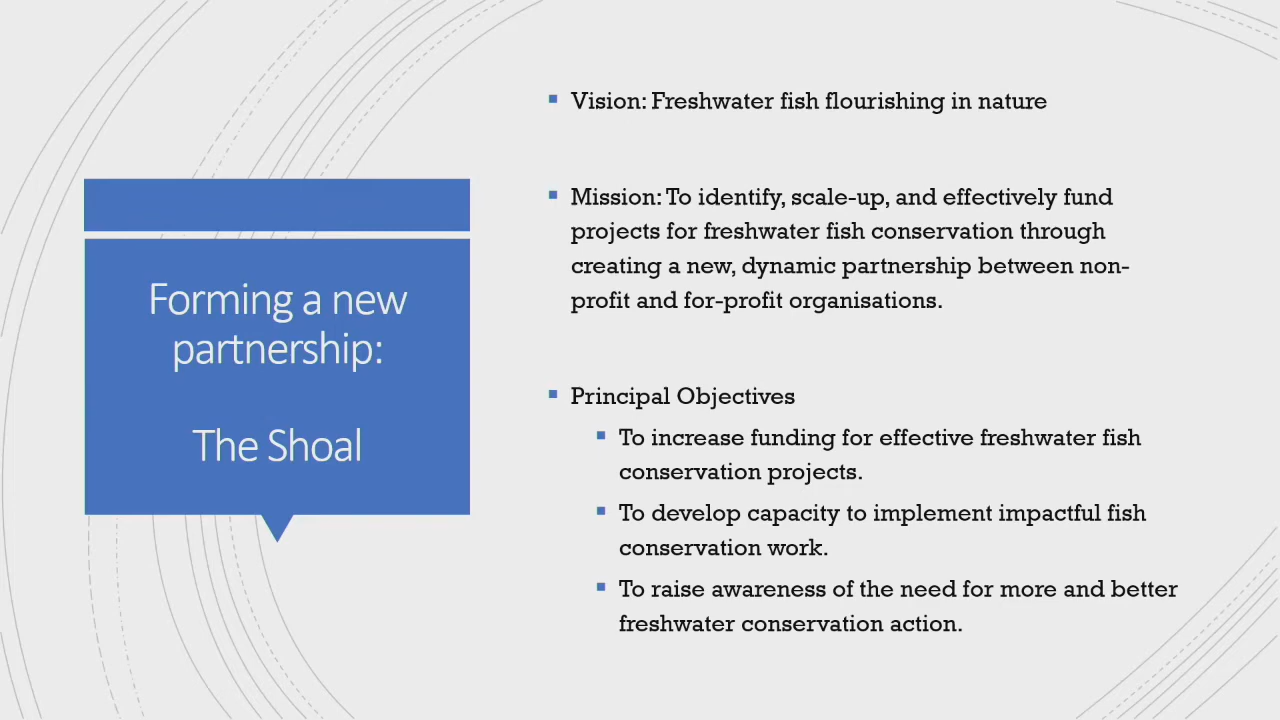 Forming a new
partnership:
The Shoal
Vision: Freshwater fish flourishing in nature
Mission: To identify, scale-up, and effectively fund
projects for freshwater fish conservation through
creating a new, dynamic partnership between non-
profit and for-profit organisations.
Principal Objectives
To increase funding for effective freshwater fish
conservation projects.
To develop capacity to implement impactful fish
conservation work.
To raise awareness of the need for more and better
freshwater conservation action.